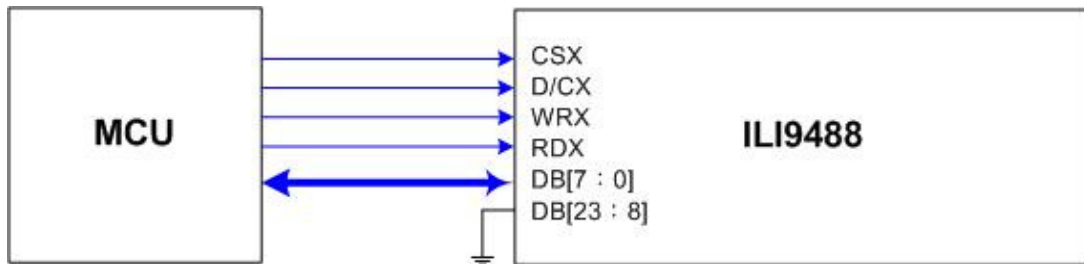 MCU
CSX
D/CX
WRX
RDX
DB[7：0]
DB[23：8]
ILI9488